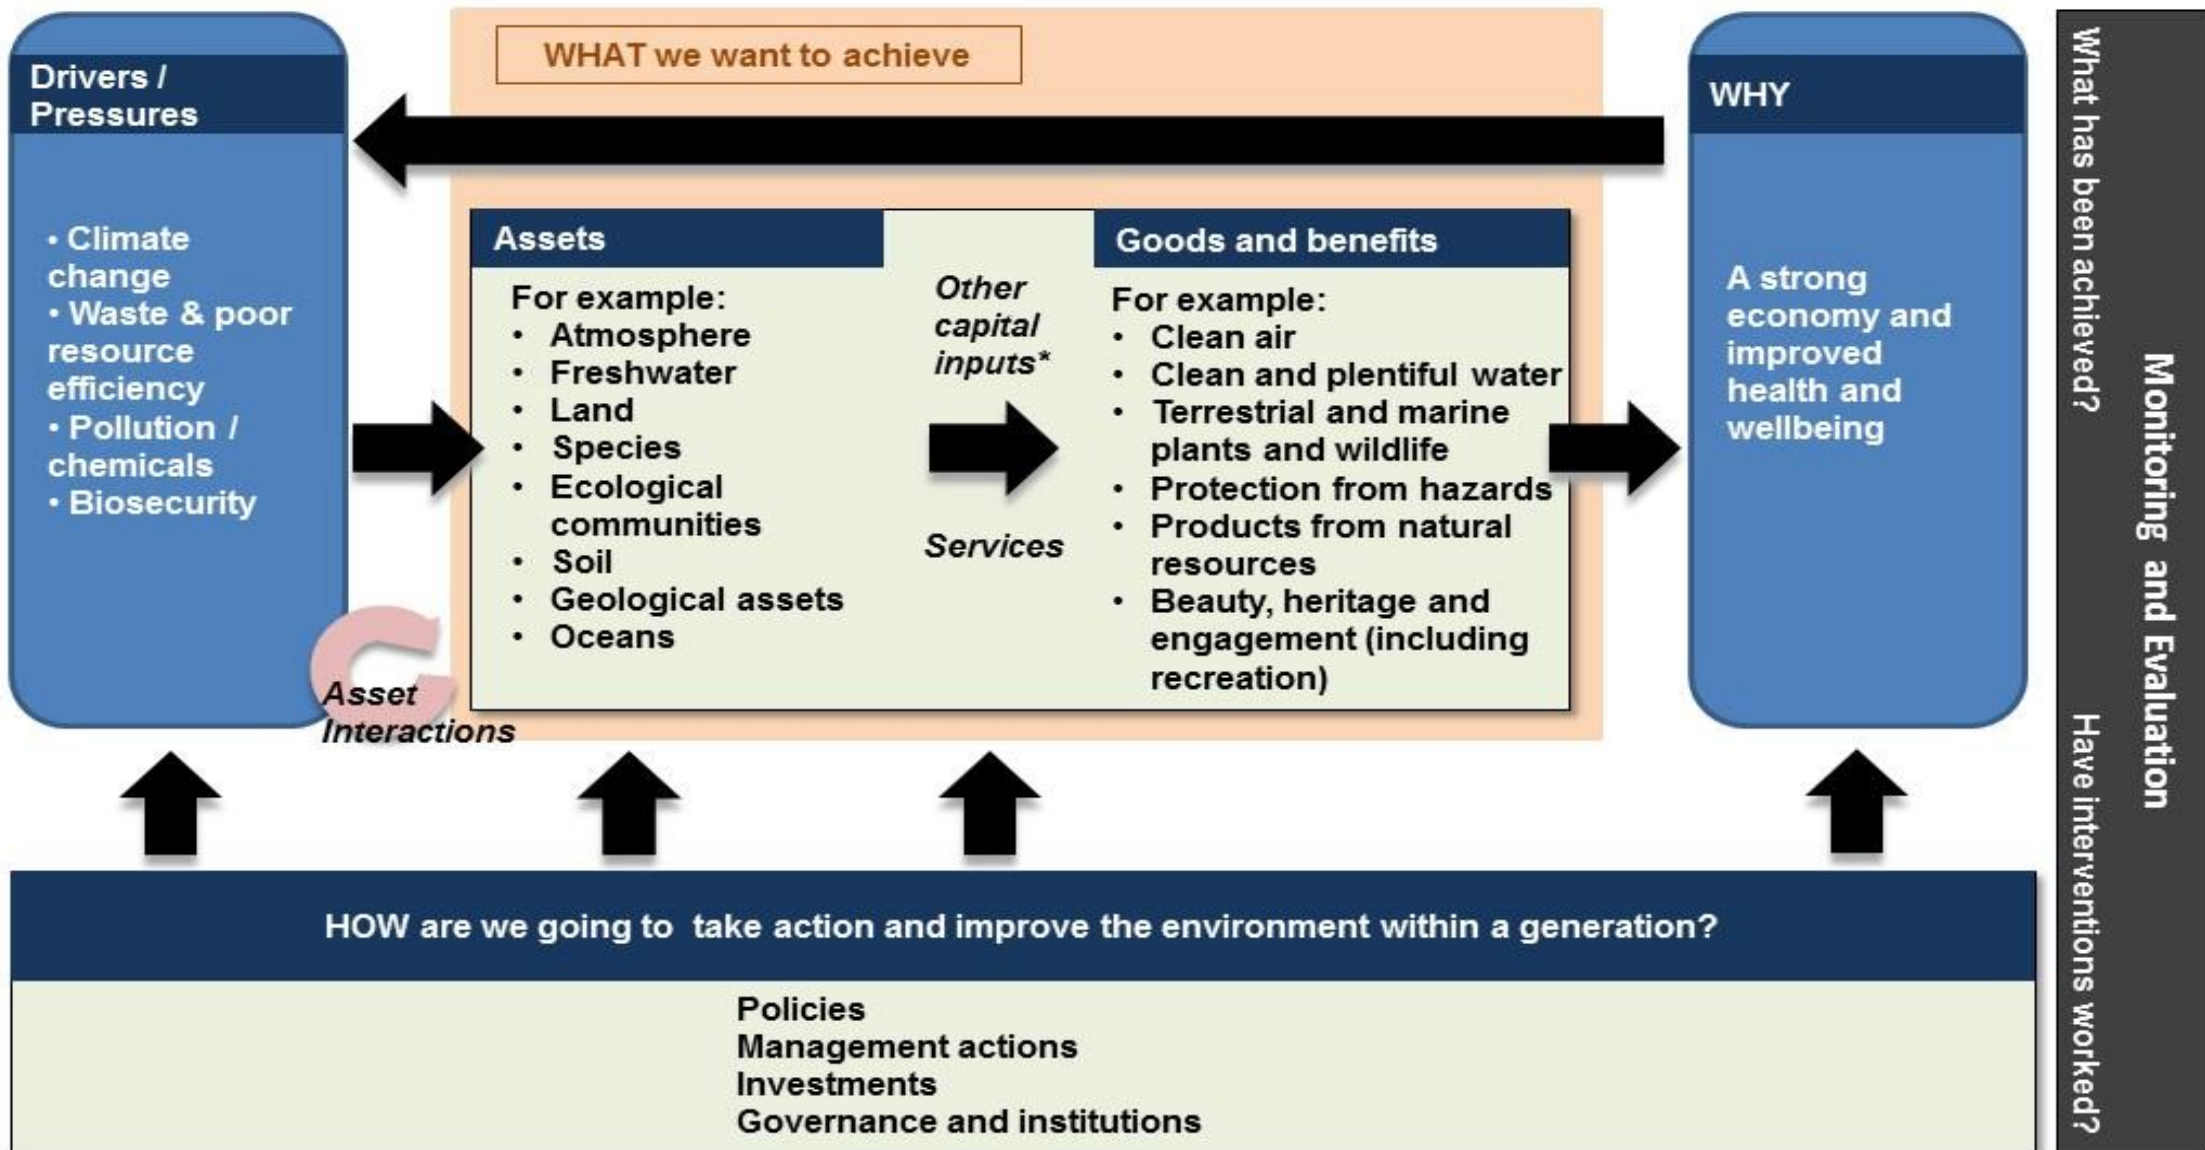 Drivers /
Pressures
• Climate
change
• Waste & poor
resource
efficiency
• Pollution /
chemicals
• Biosecurity
WHAT we want to achieve
Assets
For example:
• Atmosphere
• Freshwater
• Land
• Species
• Ecological
communities
• Soil
• Geological assets
• Oceans
Asset
Interactions
Other
capital
inputs*
Services
Goods and benefits
For example:
• Clean air
• Clean and plentiful water
• Terrestrial and marine
plants and wildlife
• Protection from hazards
• Products from natural
resources
• Beauty, heritage and
engagement (including
recreation)
WHY
A strong
economy and
improved
health and
wellbeing
HOW are we going to take action and improve the environment within a generation?
Policies
Management actions
Investments
Governance and institutions
Monitoring and Evaluation
What has been achieved?
Have interventions worked?